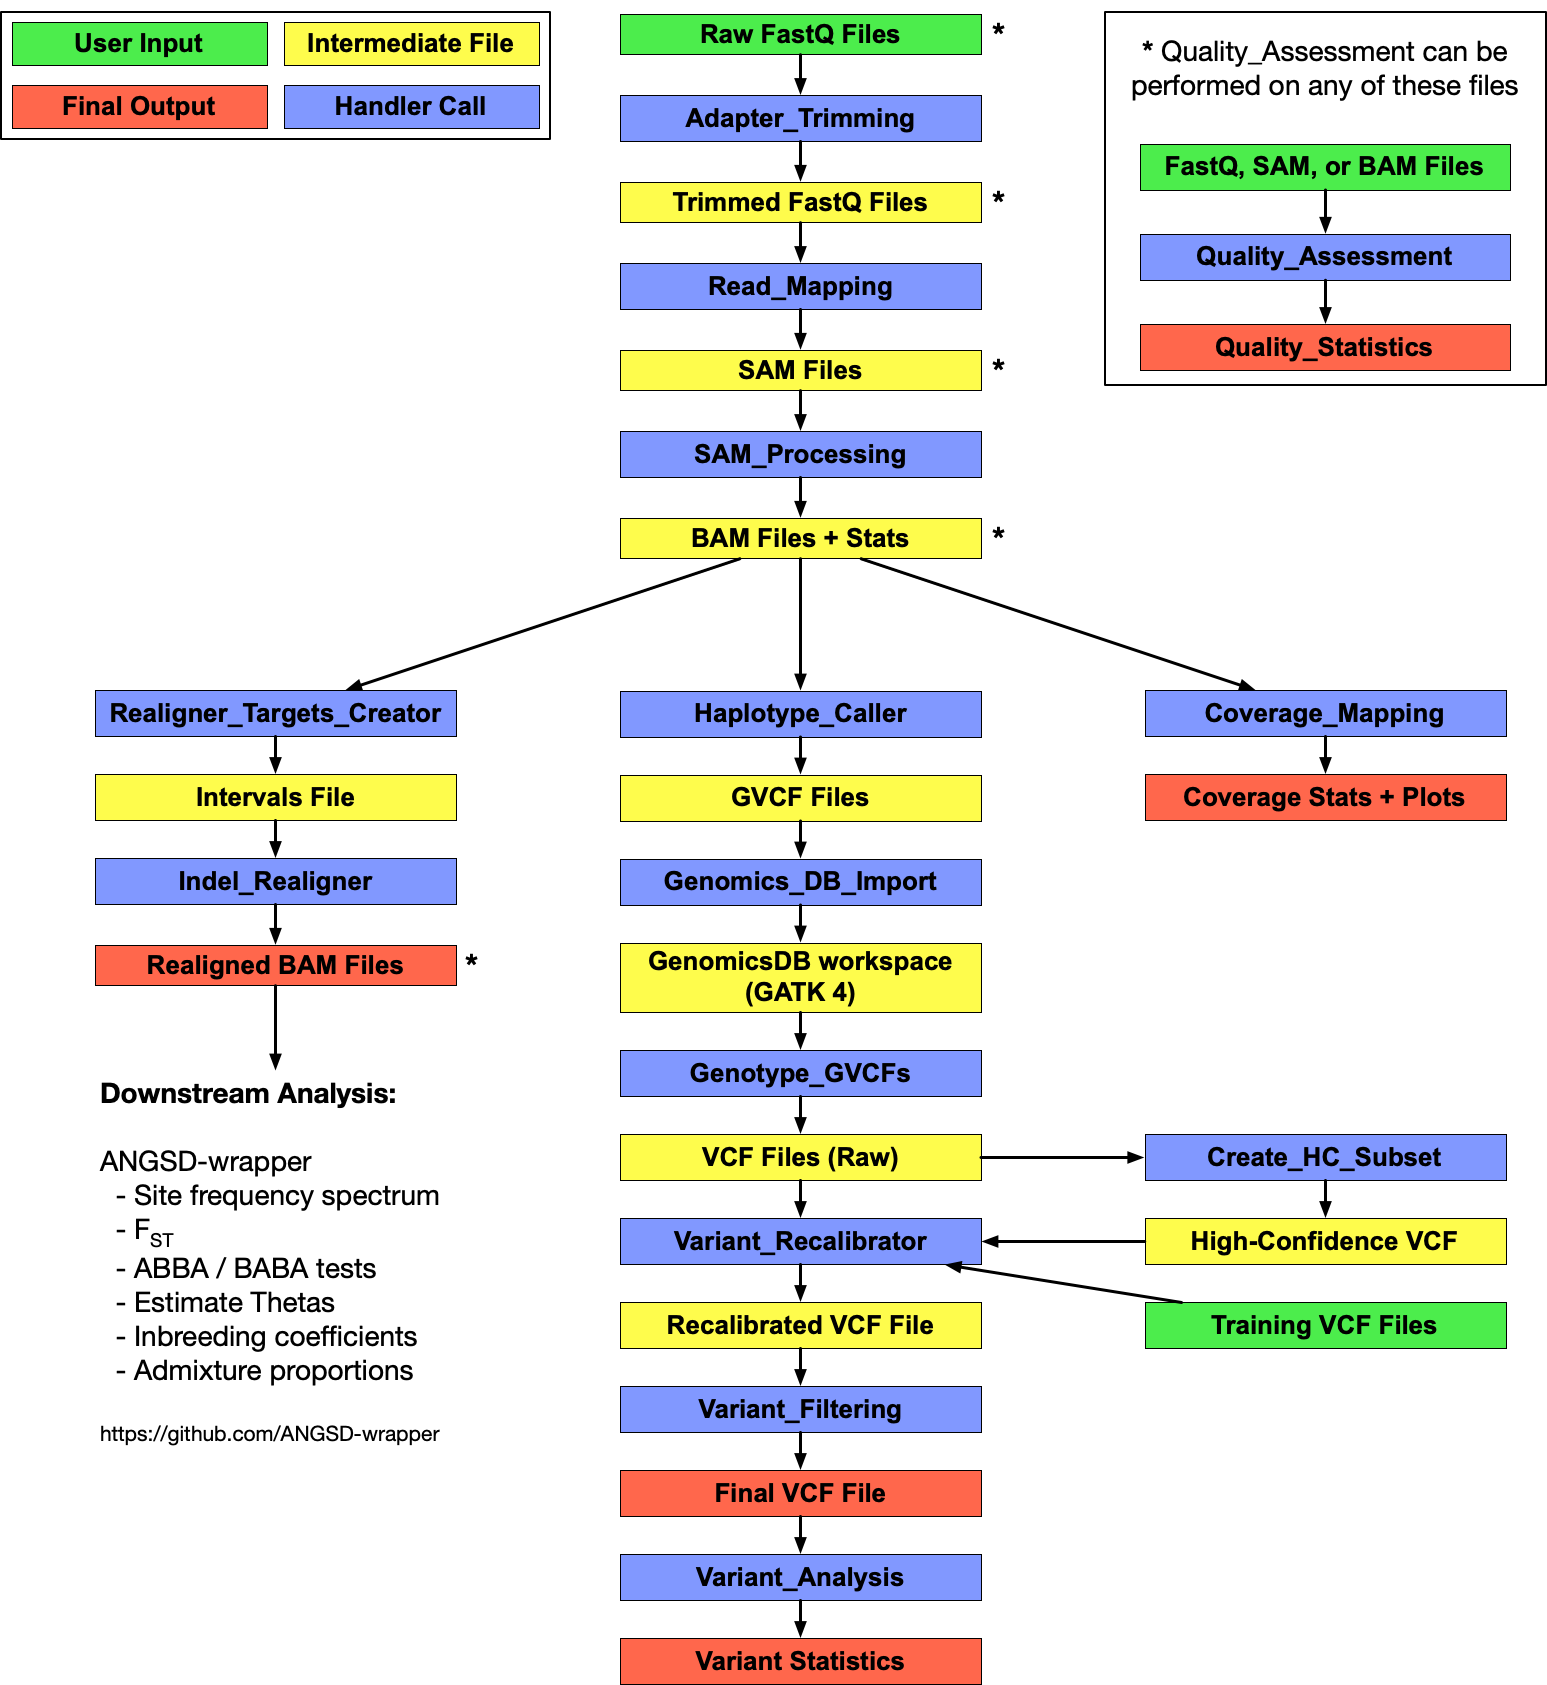 User Input
Intermediate File
Final Output
Handler Call
Raw FastQ Files *
Adapter_Trimming
Trimmed FastQ Files *
Read_Mapping
SAM Files *
SAM_Processing
BAM Files + Stats *
* Quality_Assessment can be
performed on any of these files
FastQ, SAM, or BAM Files
Quality_Assessment
Quality_Statistics
Realigner_Targets_Creator
Intervals File
Indel_Realigner
Realigned BAM Files *
Downstream Analysis:
ANGSD-wrapper
- Site frequency spectrum
- FST
- ABBA / BABA tests
- Estimate Thetas
- Inbreeding coefficients
- Admixture proportions
https://github.com/ANGSD-wrapper
Haplotype_Caller
GVCF Files
Genomics_DB_Import
GenomicsDB workspace
(GATK 4)
Genotype_GVCFs
VCF Files (Raw)
Variant_Recalibrator
Recalibrated VCF File
Variant_Filtering
Final VCF File
Variant_Analysis
Variant Statistics
Coverage_Mapping
Coverage Stats + Plots
Create_HC_Subset
High-Confidence VCF
Training VCF Files